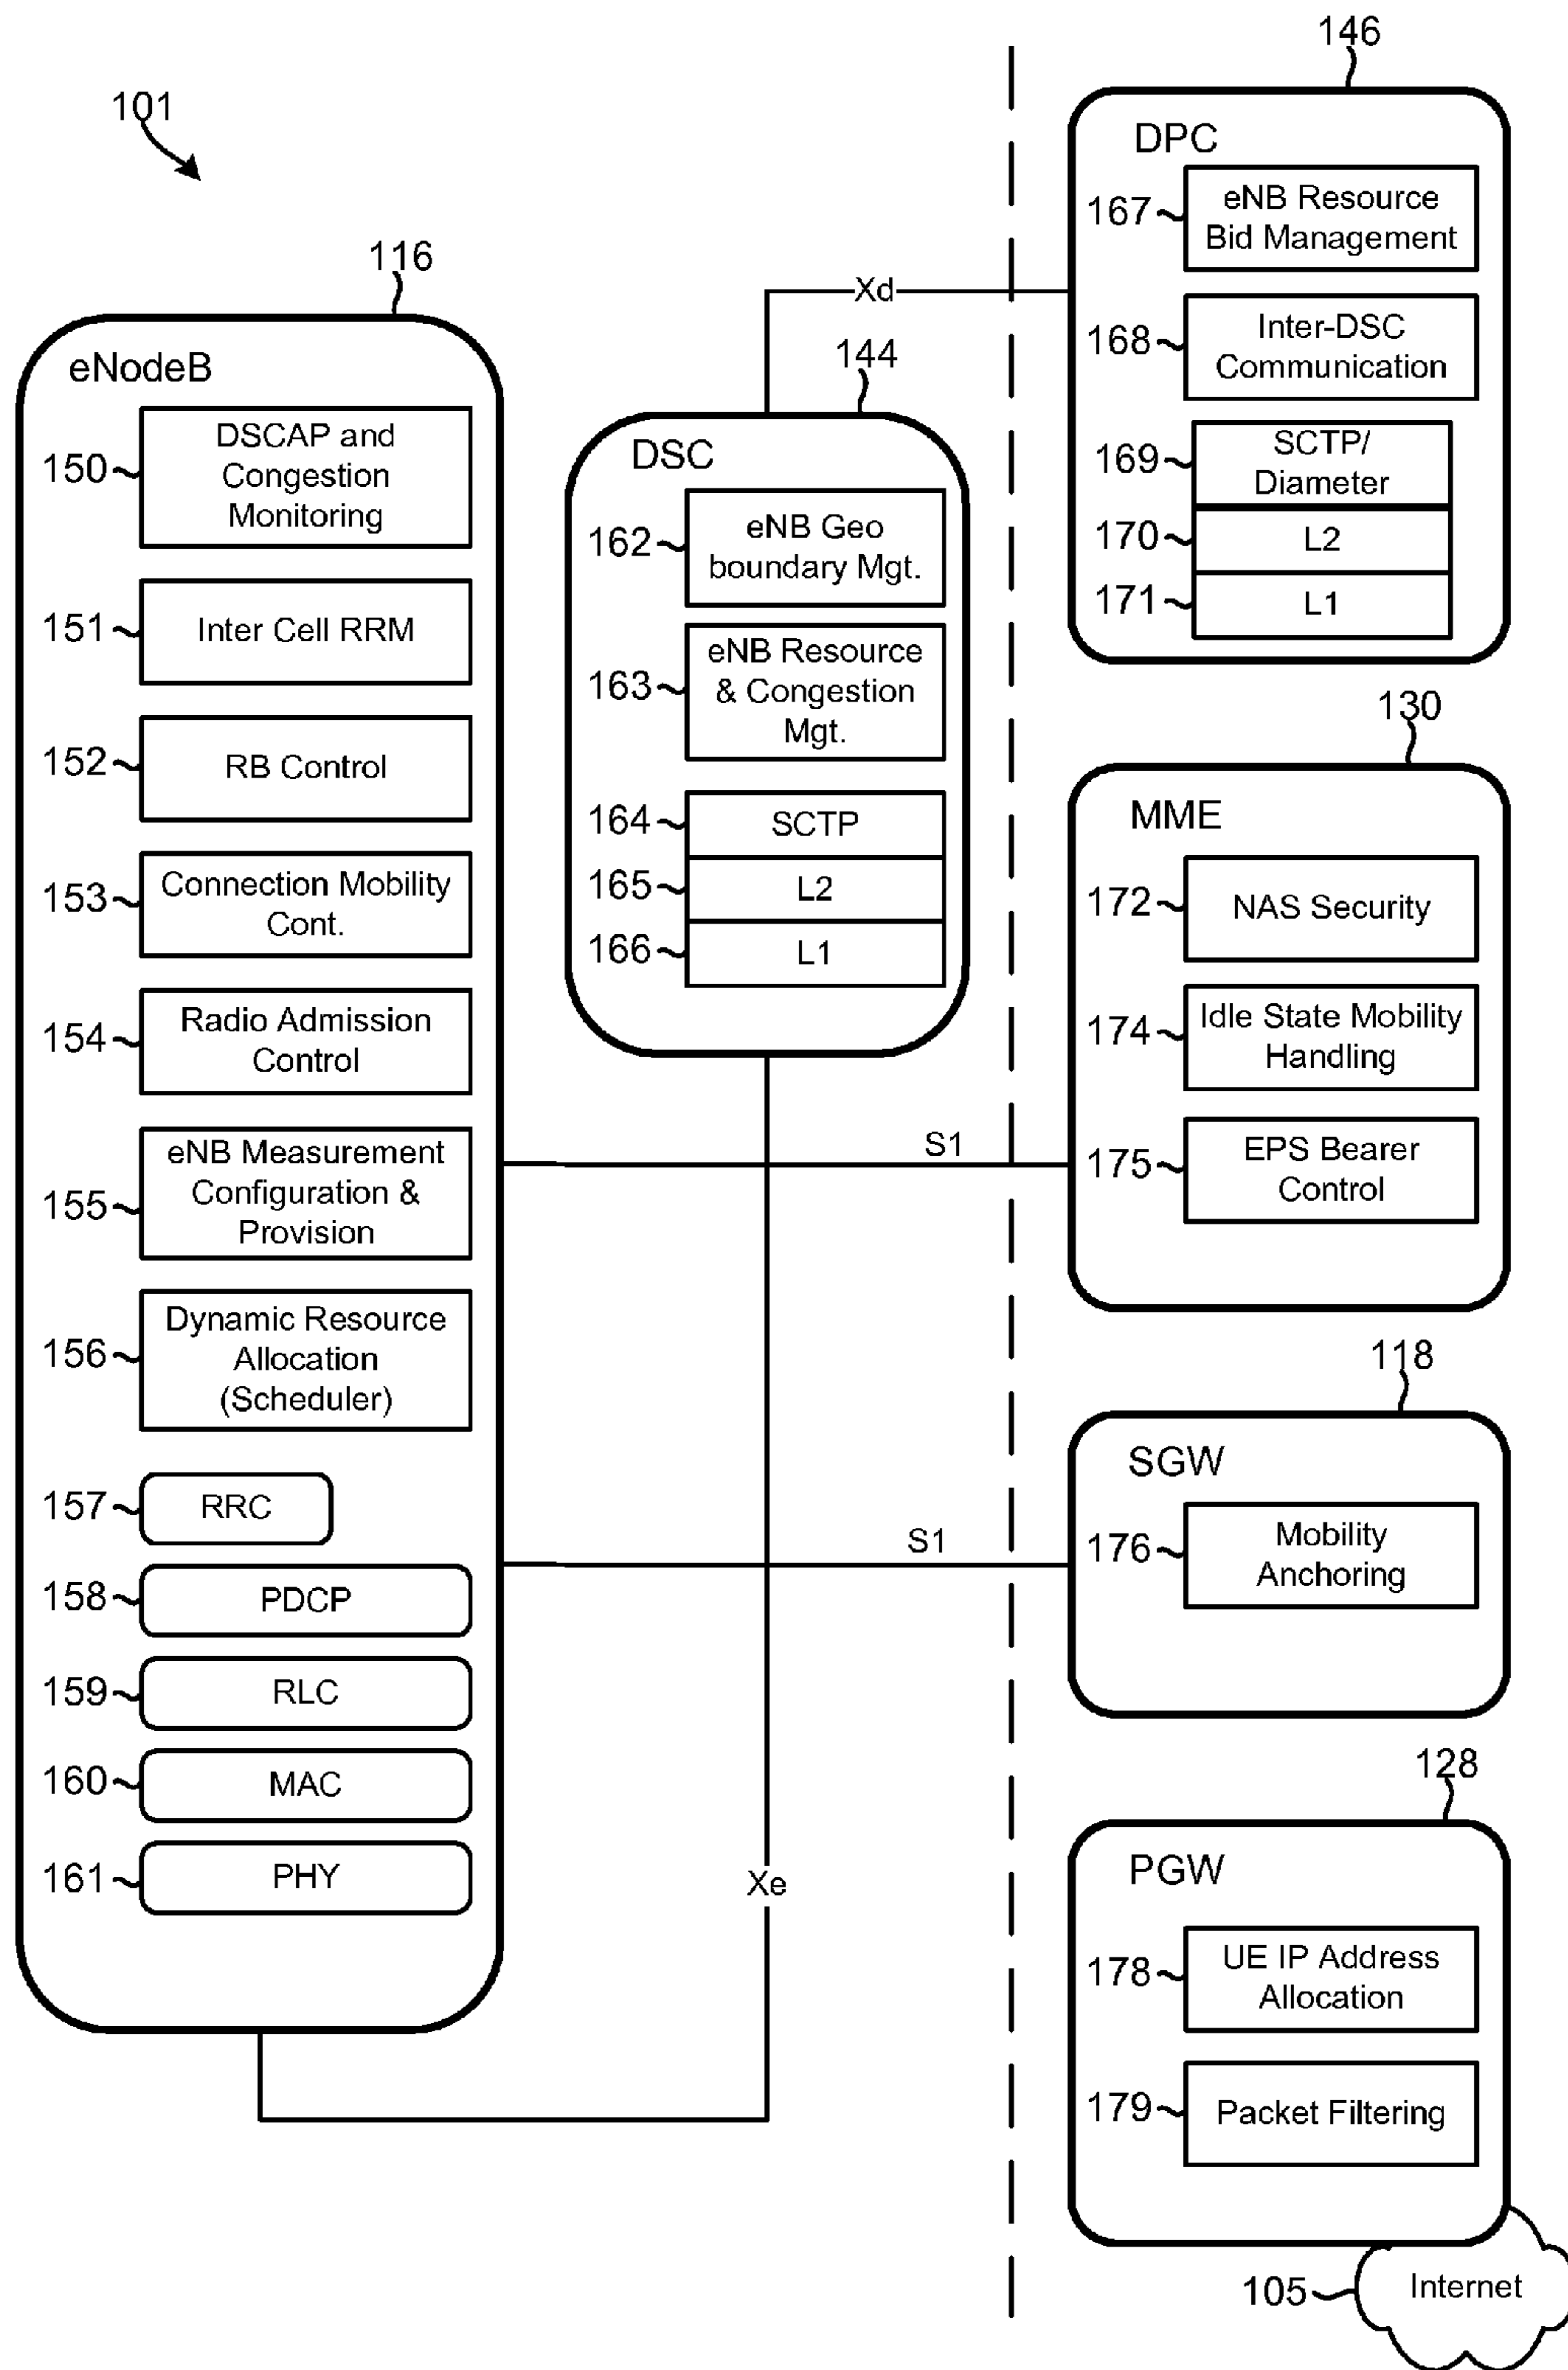 101
116
eNodeB
150
DSCAP and
Congestion
Monitoring
151
Inter Cell RRM
152
RB Control
153
Connection Mobility
Cont.
154
Radio Admission
Control
155
eNB Measurement
Configuration &
Provision
156
Dynamic Resource
Allocation
(Scheduler)
157
RRC
158
PDCP
159
RLC
160
MAC
161
PHY
Xd
144
DSC
162
eNB Geo
boundary Mgt.
163
eNB Resource
& Congestion
Mgt.
164
SCTP
165
L2
166
L1
S1
S1
Xe
146
DPC
167
eNB Resource
Bid Management
168
Inter-DSC
Communication
169
SCTP/
Diameter
170
L2
171
L1
130
MME
172
NAS Security
174
Idle State Mobility
Handling
175
EPS Bearer
Control
118
SGW
176
Mobility
Anchoring
128
PGW
178
UE IP Address
Allocation
179
Packet Filtering
105
Internet